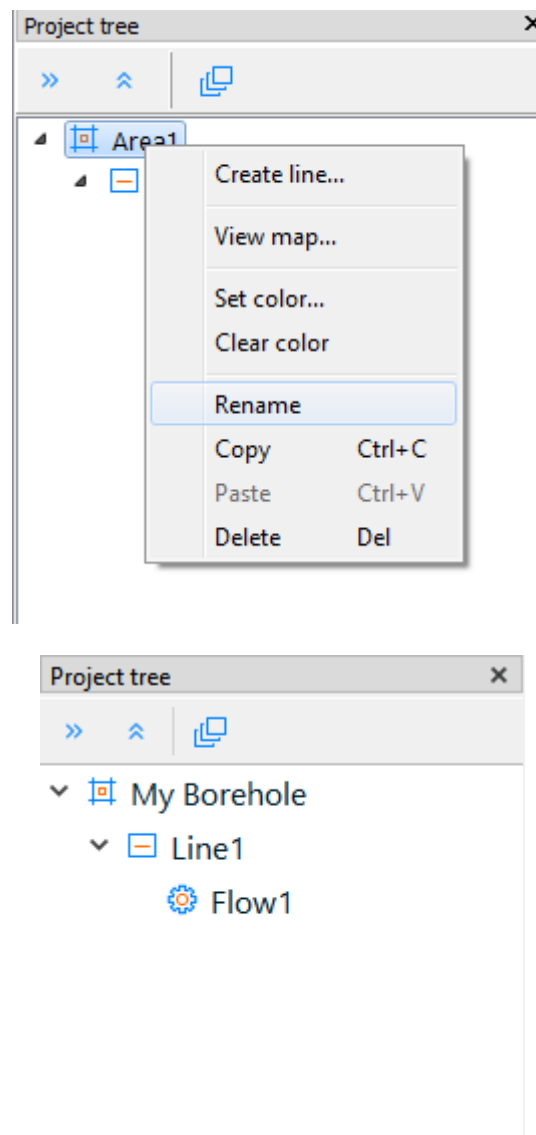 Project tree
Area1
Create line...
View map...
Set color...
Clear color
Rename
Copy Ctrl+C
Paste Ctrl+V
Delete Del
Project tree
My Borehole
Line1
Flow1